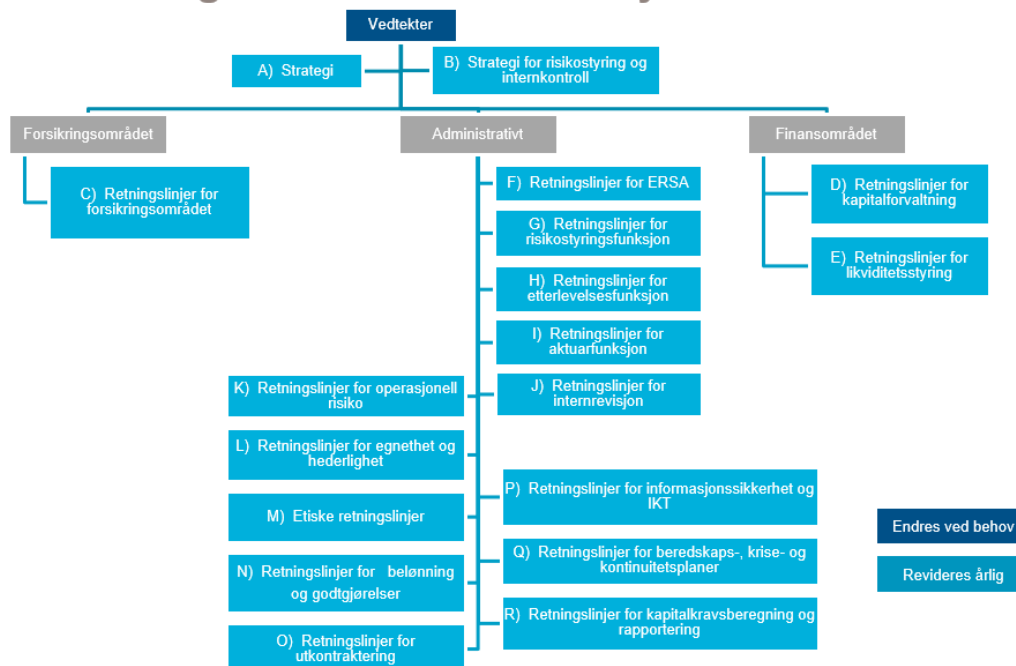 Vedtekter
A) Strategi
B) Strategi for risikostyring og
internkontroll
Forsikringsområdet
Administrativt
Finansområdet
C) Retningslinjer for
forsikringsområdet
F) Retningslinjer for ERSA
G) Retningslinjer for
risikostyringsfunksjon
H) Retningslinjer for
etterlevelsesfunksjon
I) Retningslinjer for
aktuarfunksjon
J) Retningslinjer for
internrevisjon
D) Retningslinjer for
kapitalforvaltning
E) Retningslinjer for
likviditetsstyring
K) Retningslinjer for operasjonell
risiko
L) Retningslinjer for egnethet og
hederlighet
M) Etiske retningslinjer
N) Retningslinjer for belønning
og godtgjørelser
O) Retningslinjer for
utkontraktering
P) Retningslinjer for informasjonssikkerhet og
IKT
Q) Retningslinjer for beredskaps-, krise- og
kontinuitetsplaner
R) Retningslinjer for kapitalkravsberegning og
rapportering
Endres ved behov
Revideres årlig